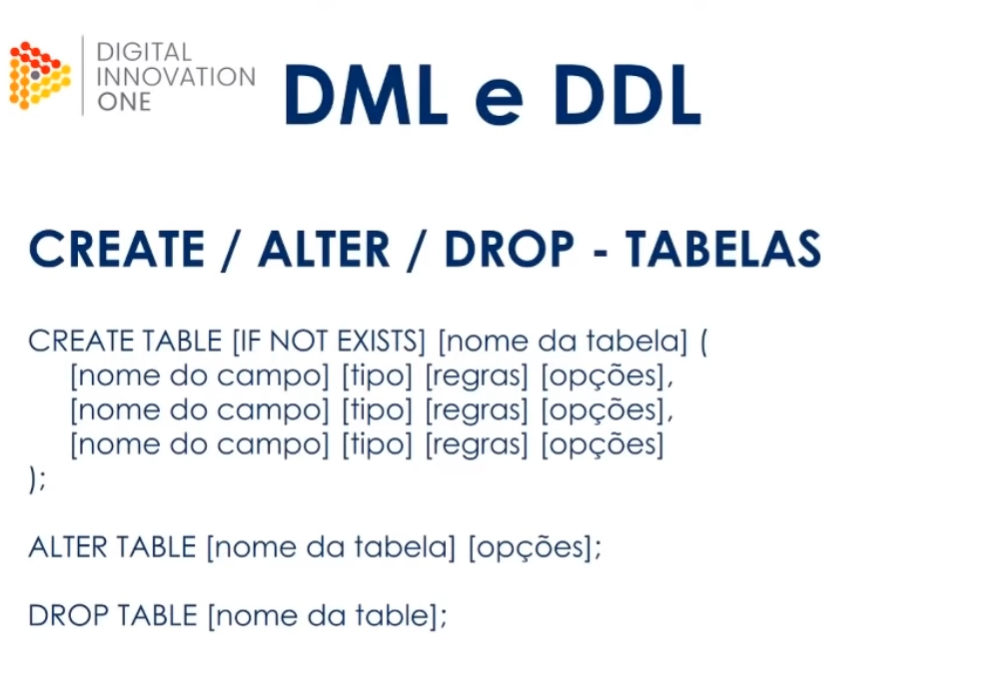 DIGITAL
INNOVATION
ONE
DML e DDL
CREATE / ALTER / DROP - TABELAS
CREATE TABLE [IF NOT EXISTS] [nome da tabela] (
[nome do campo] [tipo] [regras] [opções],
[nome do campo] [tipo] [regras] [opções],
[nome do campo] [tipo] [regras] [opções]
);
ALTER TABLE [nome da tabela] [opções];
DROP TABLE [nome da table];